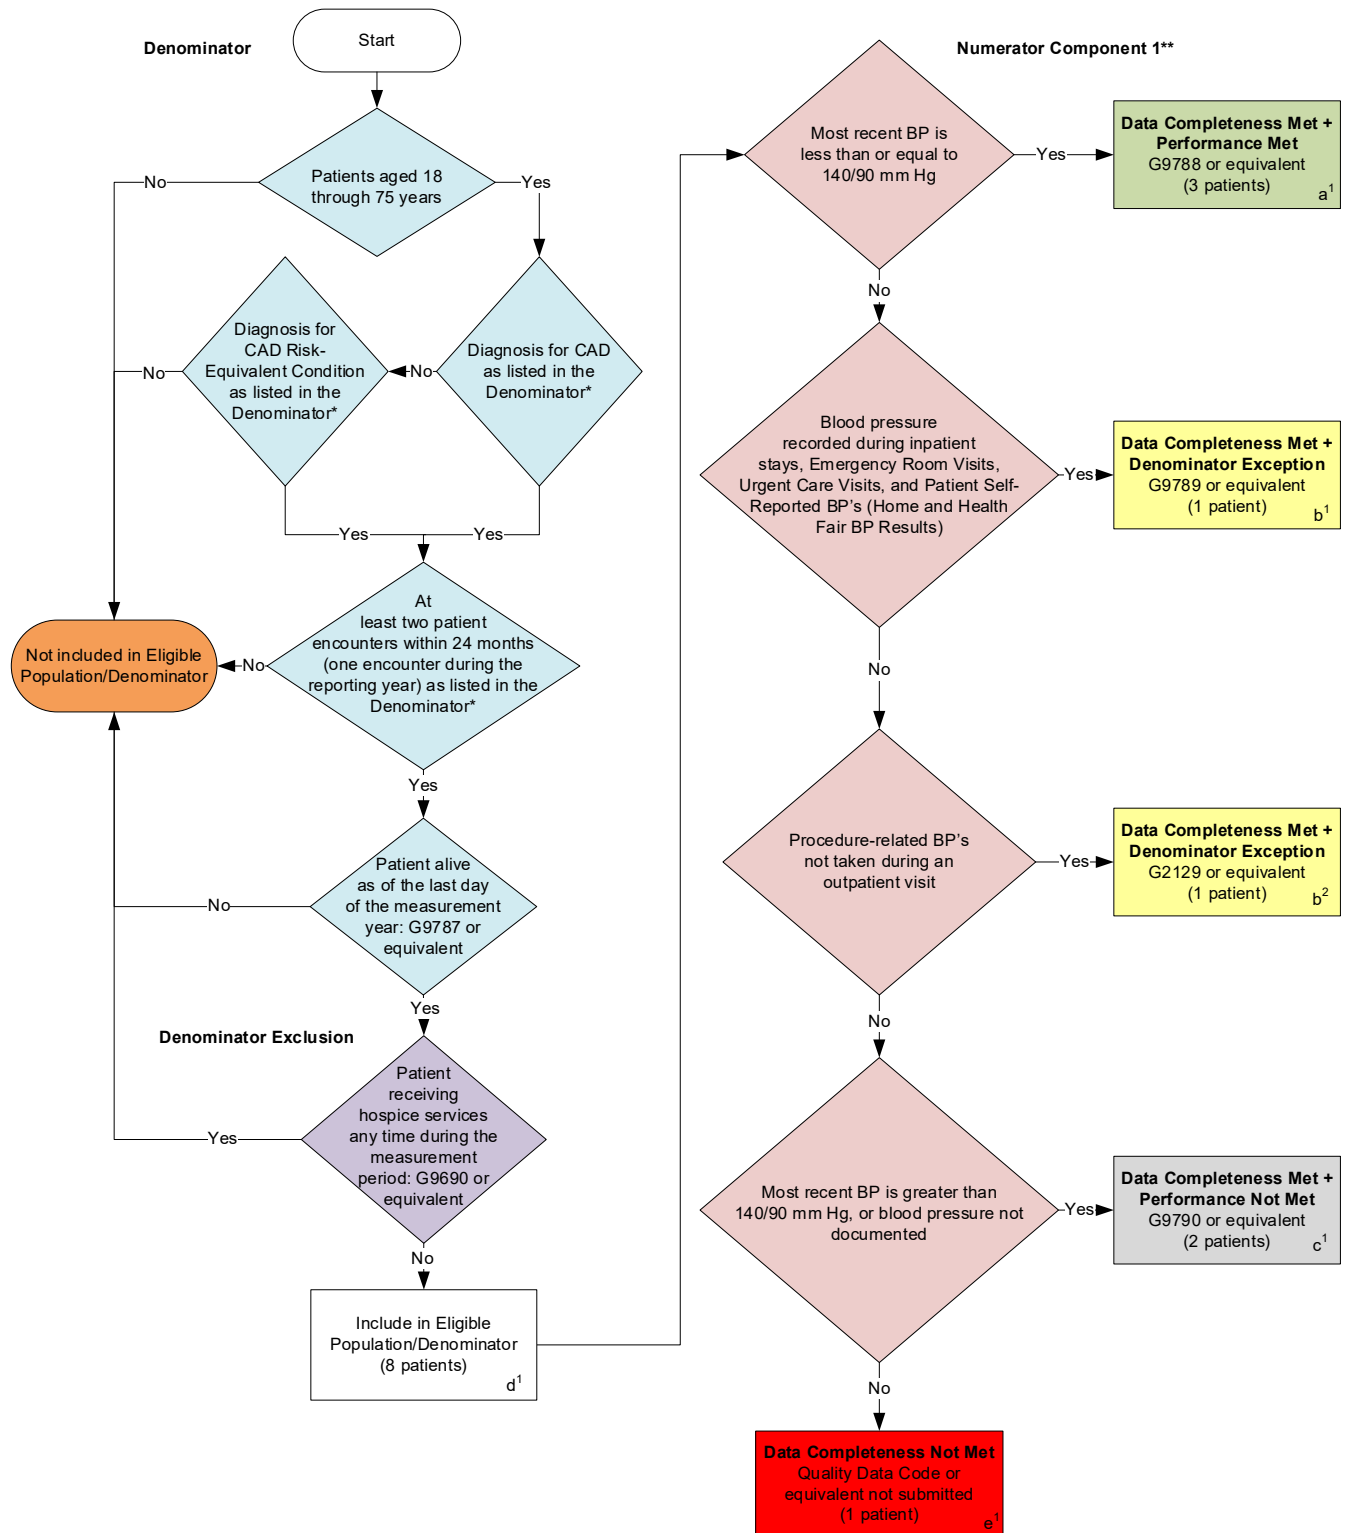 Denominator
Start
Patients aged 18
through 75 years
No
Yes
Diagnosis for
CAD Risk-
Equivalent Condition
as listed in the
Denominator*
No
No
Diagnosis for CAD
as listed in the
Denominator*
Yes
Yes
At
least two patient
encounters within 24 months
(one encounter during the
reporting year) as listed in the
Denominator*
No
Not included in Eligible
Population/Denominator
Yes
Patient alive
as of the last day
of the measurement
year: G9787 or
equivalent
No
Yes
Denominator Exclusion
Patient
receiving
hospice services
any time during the
measurement
period: G9690 or
equivalent
Yes
No
Include in Eligible
Population/Denominator
(8 patients)
d¹
Numerator Component 1**
Most recent BP is
less than or equal to
140/90 mm Hg
Yes
Data Completeness Met +
Performance Met
G9788 or equivalent
(3 patients)
a¹
No
Blood pressure
recorded during inpatient
stays, Emergency Room Visits,
Urgent Care Visits, and Patient Self-
Reported BP’s (Home and Health
Fair BP Results)
Yes
Data Completeness Met +
Denominator Exception
G9789 or equivalent
(1 patient)
b¹
No
Procedure-related BP’s
not taken during an
outpatient visit
Yes
Data Completeness Met +
Denominator Exception
G2129 or equivalent
(1 patient)
b²
No
Most recent BP is greater than
140/90 mm Hg, or blood pressure not
documented
Yes
Data Completeness Met +
Performance Not Met
G9790 or equivalent
(2 patients)
c¹
No
Data Completeness Not Met
Quality Data Code or
equivalent not submitted
(1 patient)
e¹